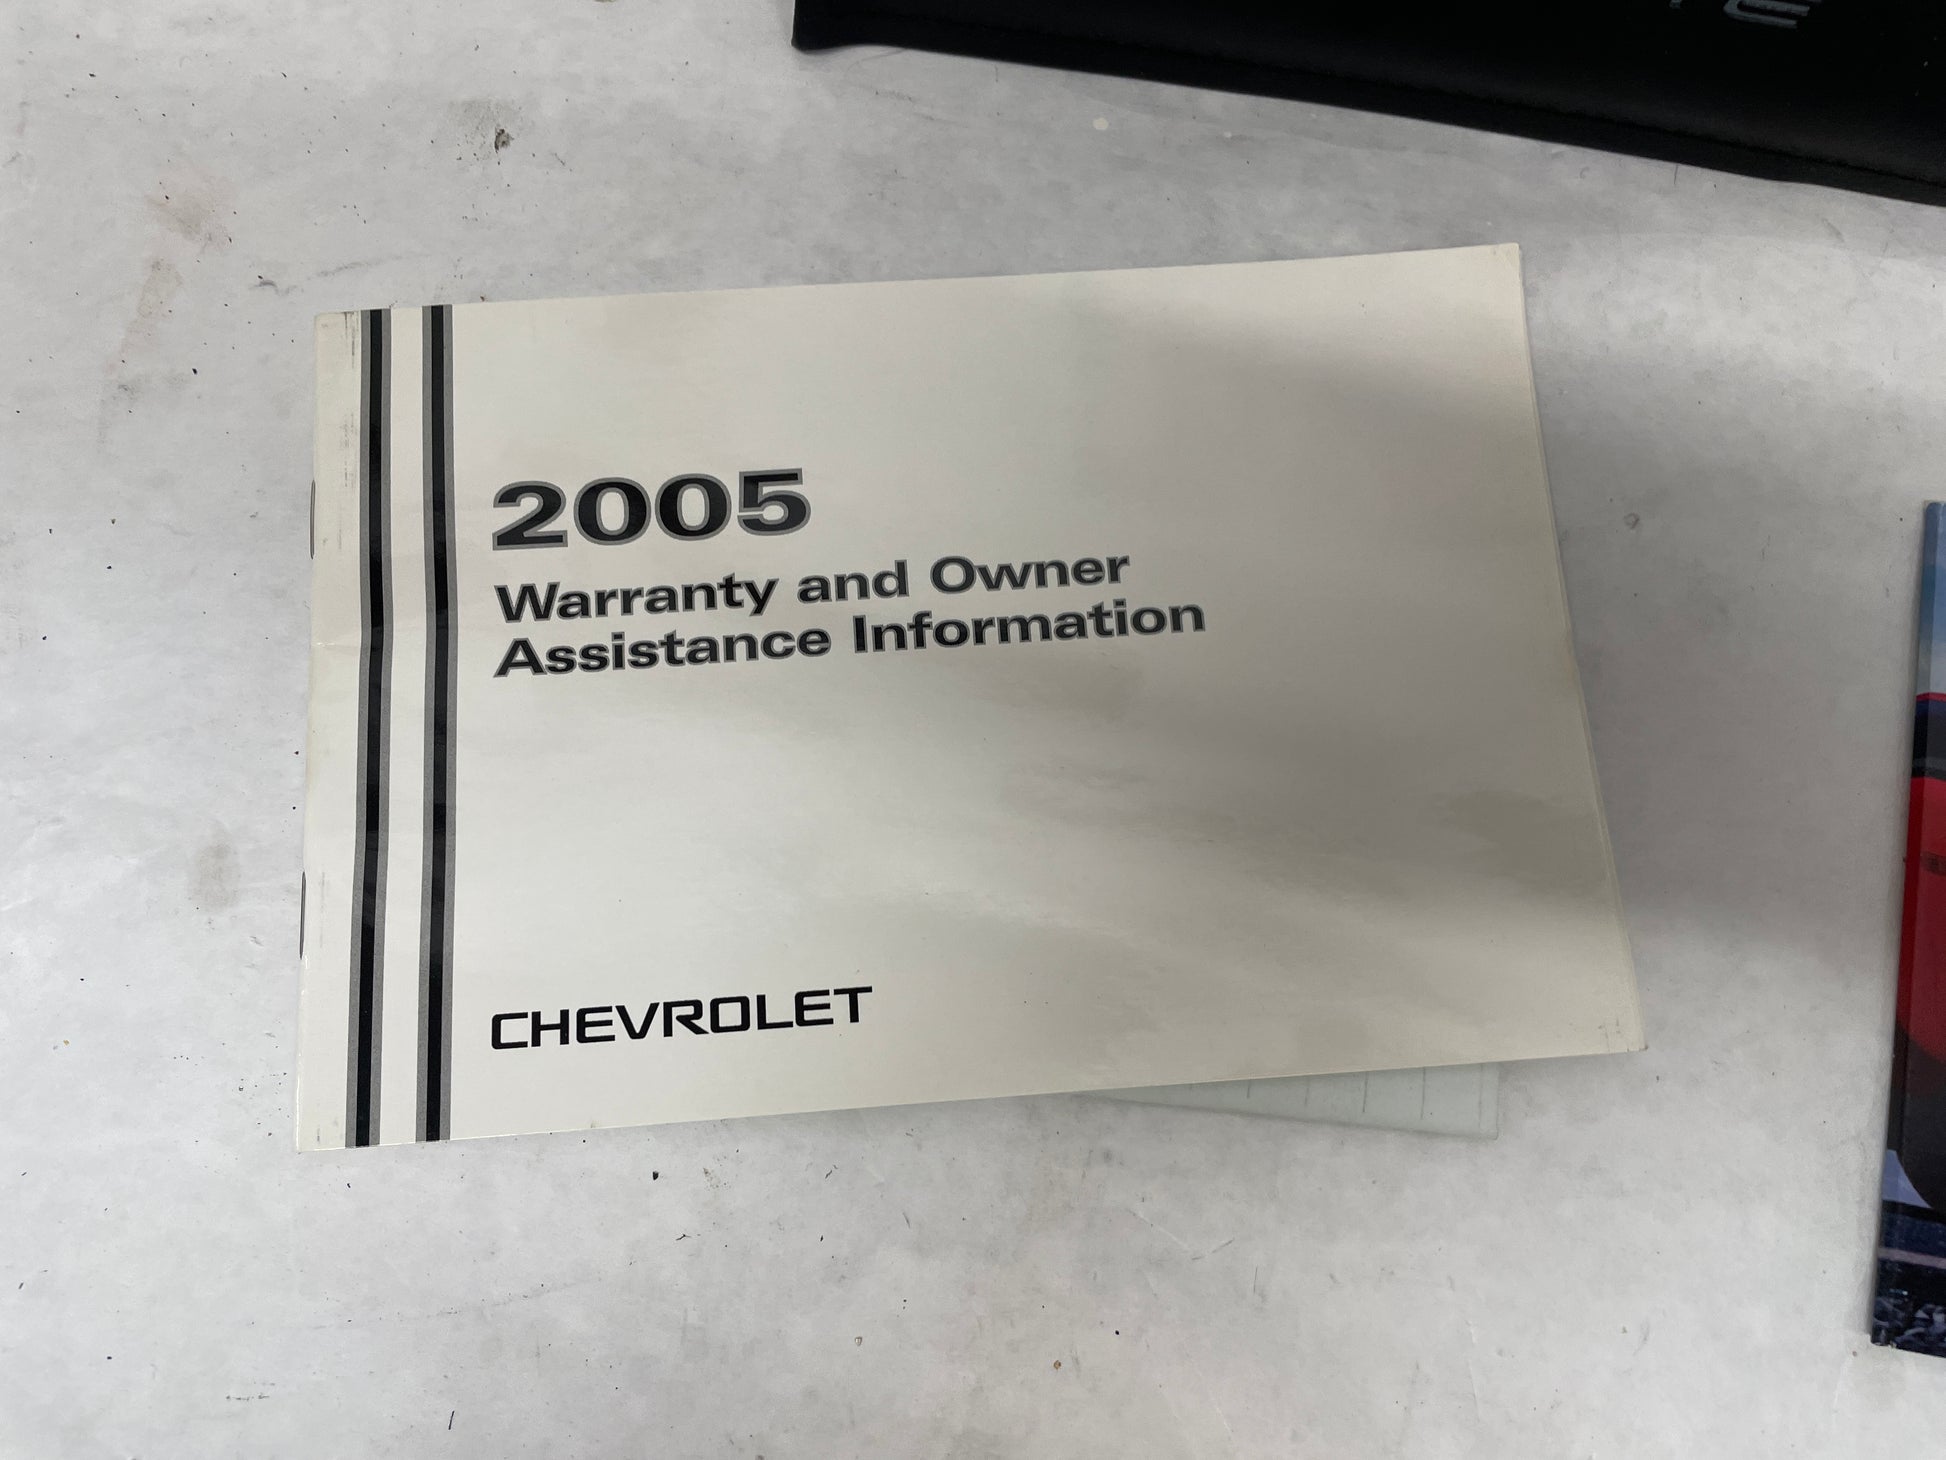 2005
Warranty and Owner
Assistance Information
CHEVROLET